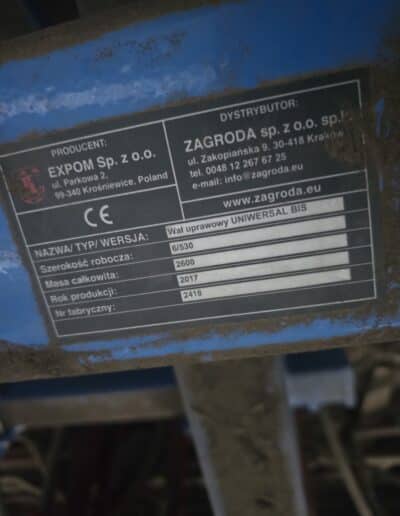 PRODUCENT:
EXPOM Sp. z o.o.
ul. Parkowa 2,
99-340 Krośniewice, Poland
DYSTRYBUTOR:
ZAGRODA sp. z o.o. sp.k
ul. Zakopiańska 9, 30-418 Kraków
tel. 0048 12 267 67 25
e-mail: info@zagroda.eu
CE
www.zagroda.eu
NAZWA/ TYP/ WERSJA: Wał uprawowy UNIWERSAL BIS
Szerokość robocza: 6/530
Masa całkowita: 2600
Rok produkcji: 2017
Nr fabryczny: 2419